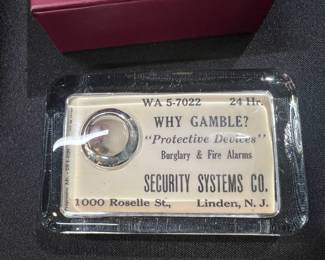 WA 5-7022 24 Hr.
WHY GAMBLE?
"Protective Devices"
Burglary & Fire Alarms
SECURITY SYSTEMS CO.
1000 Roselle St., Linden, N. J.